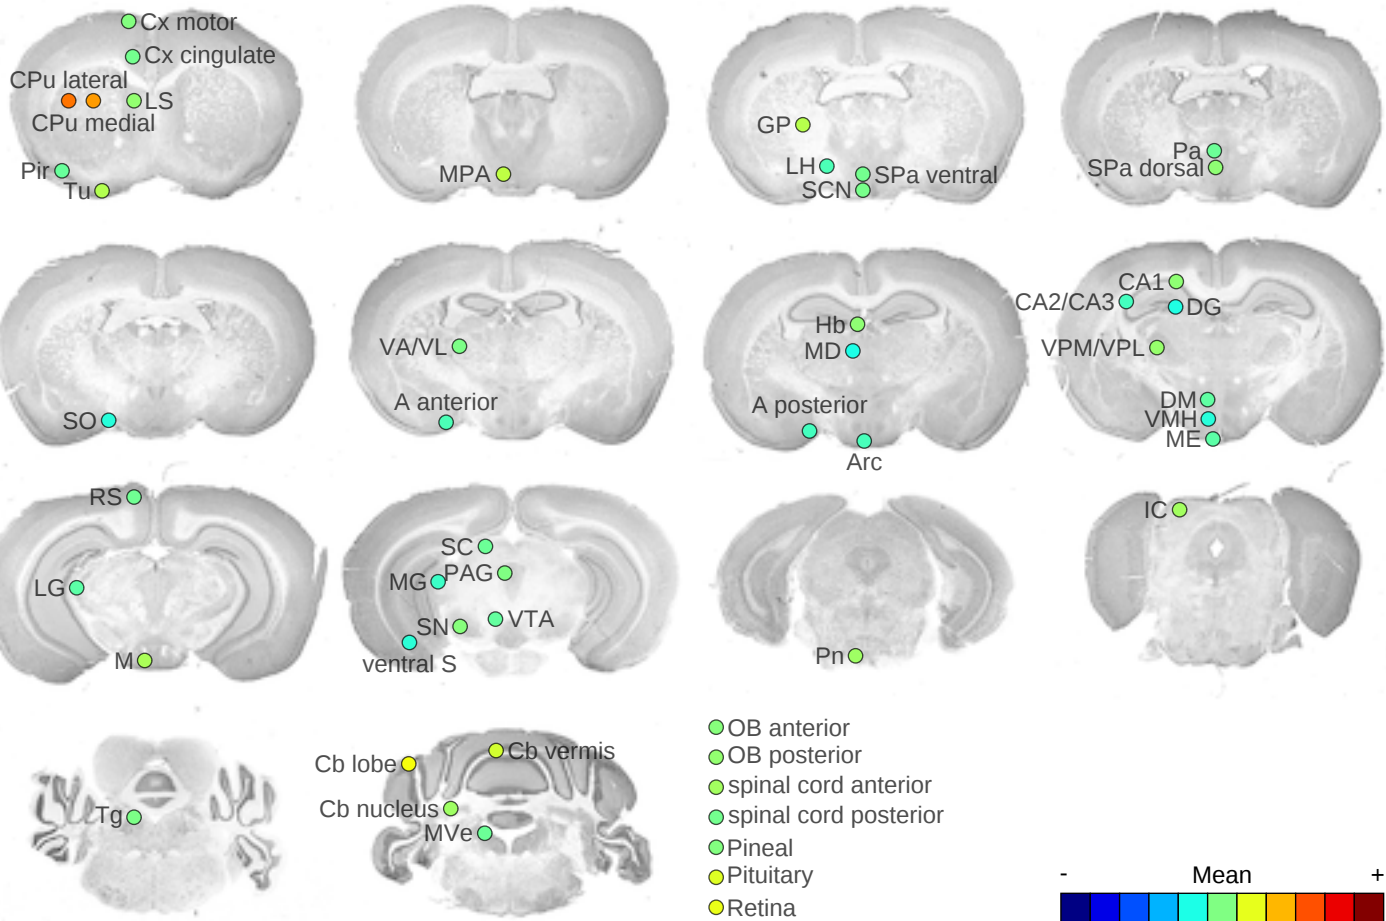 Cx motor
Cx cingulate
CPu lateral
LS
CPu medial
Pir
Tu
MPA
GP
LH
SPa ventral
SCN
Pa
SPa dorsal
SO
VA/VL
A anterior
Hb
MD
A posterior
Arc
CA1
CA2/CA3
DG
VPM/VPL
DM
VMH
ME
RS
LG
M
SC
MG
PAG
SN
VTA
ventral S
Pn
IC
Tg
Cb lobe
Cb vermis
Cb nucleus
MVe
OB anterior
OB posterior
spinal cord anterior
spinal cord posterior
Pineal
Pituitary
Retina
- Mean +